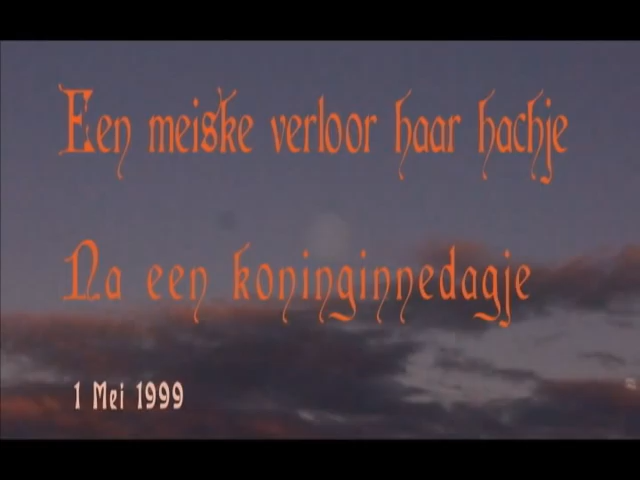 Een meiske verloor haar hachje
Na een koninginnedagje
1 Mei 1999